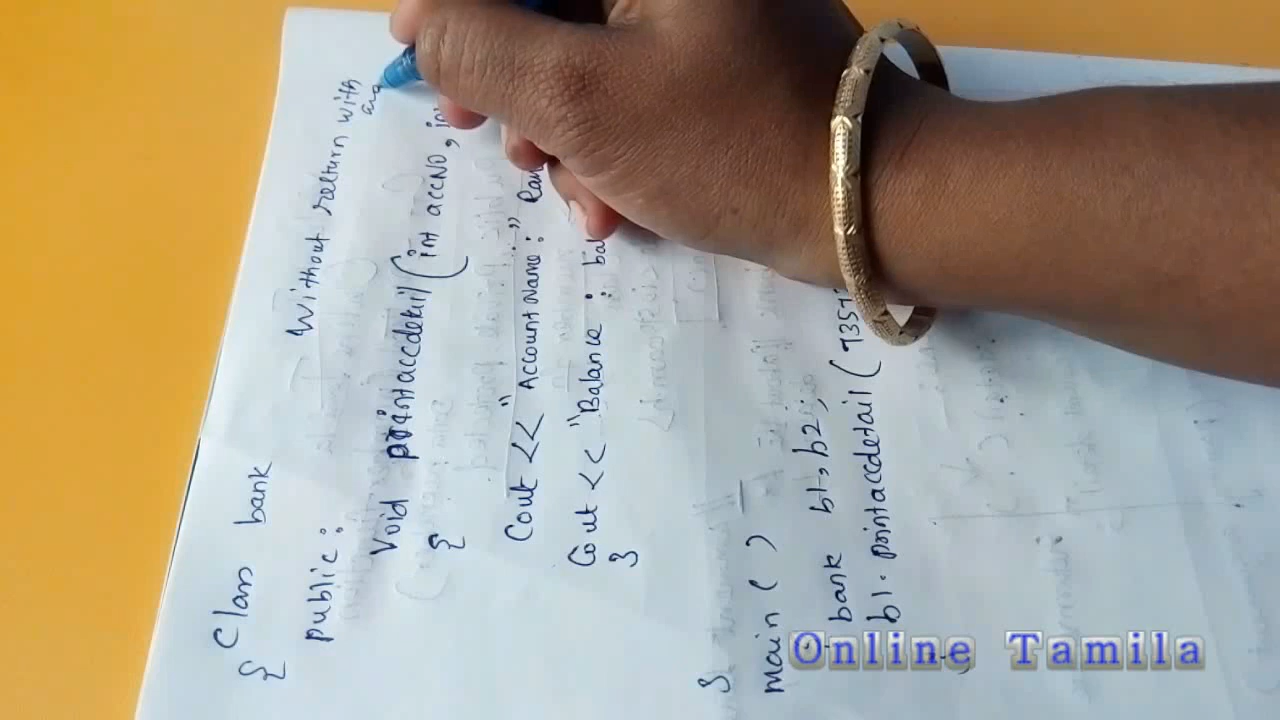 Class bank
{
public:
Without return with
Void printaccdetail (int accNO,
{
Cout << "Account Name:"
Cout << "Balance:
}
}
main ( )
{
bank b1, b2;
b1. printaccdetail (
}
Online Tamila